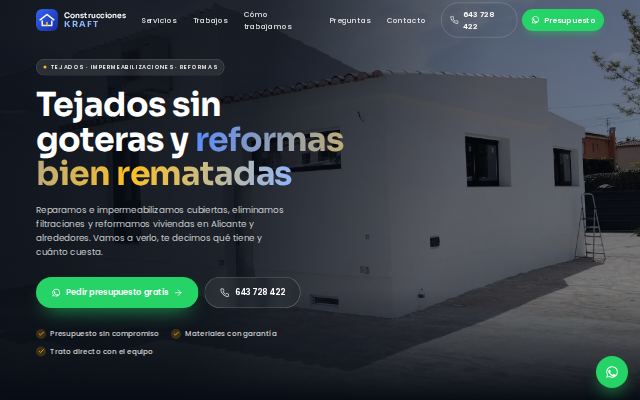 Construcciones
KRAFT
Servicios
Trabajos
Cómo
trabajamos
Preguntas
Contacto
643 728
422
Presupuesto
TEJADOS · IMPERMEABILIZACIONES · REFORMAS
Tejados sin
goteras y reformas
bien rematadas
Reparamos e impermeabilizamos cubiertas, eliminamos
filtraciones y reformamos viviendas en Alicante y
alrededores. Vamos a verlo, te decimos qué tiene y
cuánto cuesta.
Pedir presupuesto gratis →
643 728 422
Presupuesto sin compromiso
Materiales con garantía
Trato directo con el equipo